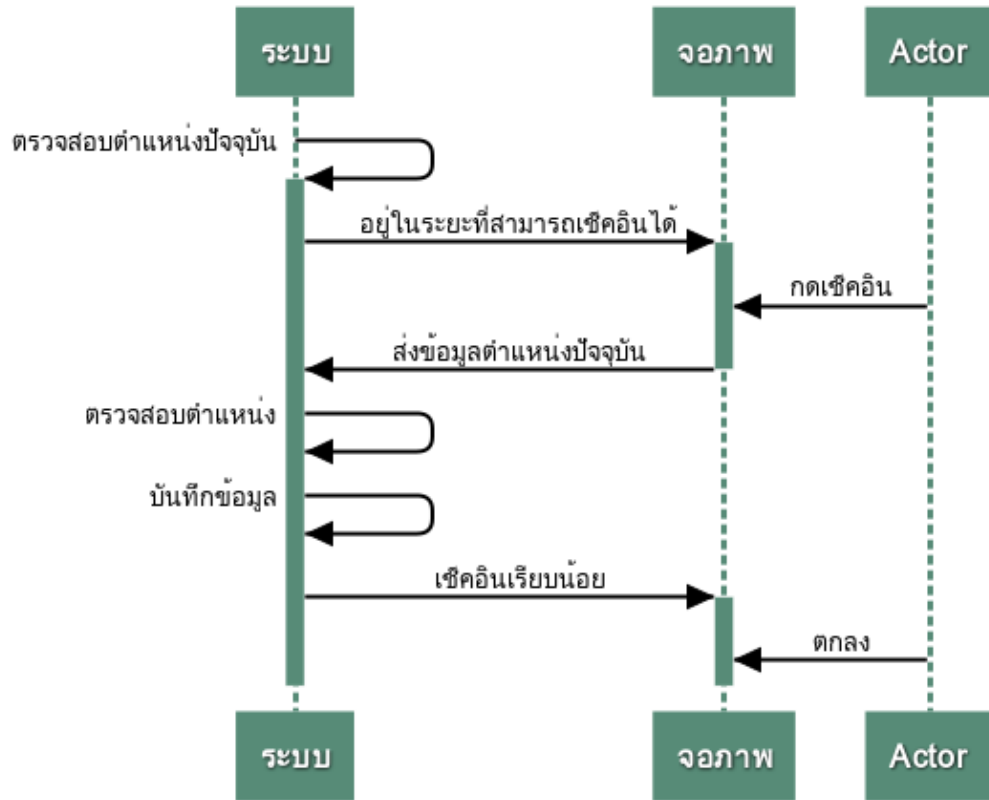 ระบบ
จอภาพ
Actor
ตรวจสอบตำแหน่งปัจจุบัน
อยู่ในระยะที่สามารถเช็คอินได้
กดเช็คอิน
ส่งข้อมูลตำแหน่งปัจจุบัน
ตรวจสอบตำแหน่ง
บันทึกข้อมูล
เช็คอินเรียบน้อย
ตกลง
ระบบ
จอภาพ
Actor